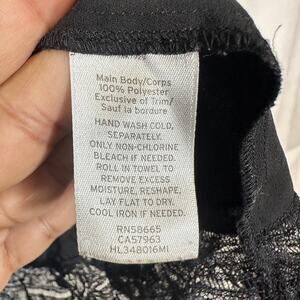 Main Body/Corps
100% Polyester
Exclusive of Trim/
Sauf la bordure
HAND WASH COLD,
SEPARATELY.
ONLY NON-CHLORINE
BLEACH IF NEEDED.
ROLL IN TOWEL TO
REMOVE EXCESS
MOISTURE, RESHAPE,
LAY FLAT TO DRY.
COOL IRON IF NEEDED.
RN58665
CA57963
HL348016MI